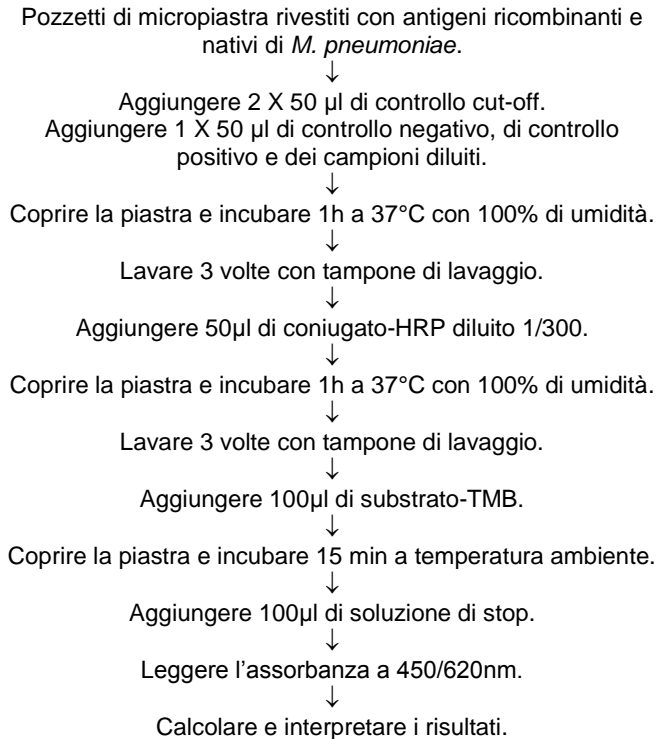 Pozzetti di micropiastra rivestiti con antigeni ricombinanti e
nativi di M. pneumoniae.
↓
Aggiungere 2 X 50 µl di controllo cut-off.
Aggiungere 1 X 50 µl di controllo negativo, di controllo
positivo e dei campioni diluiti.
↓
Coprire la piastra e incubare 1h a 37°C con 100% di umidità.
↓
Lavare 3 volte con tampone di lavaggio.
↓
Aggiungere 50µl di coniugato-HRP diluito 1/300.
↓
Coprire la piastra e incubare 1h a 37°C con 100% di umidità.
↓
Lavare 3 volte con tampone di lavaggio.
↓
Aggiungere 100µl di substrato-TMB.
↓
Coprire la piastra e incubare 15 min a temperatura ambiente.
↓
Aggiungere 100µl di soluzione di stop.
↓
Leggere l’assorbanza a 450/620nm.
↓
Calcolare e interpretare i risultati.